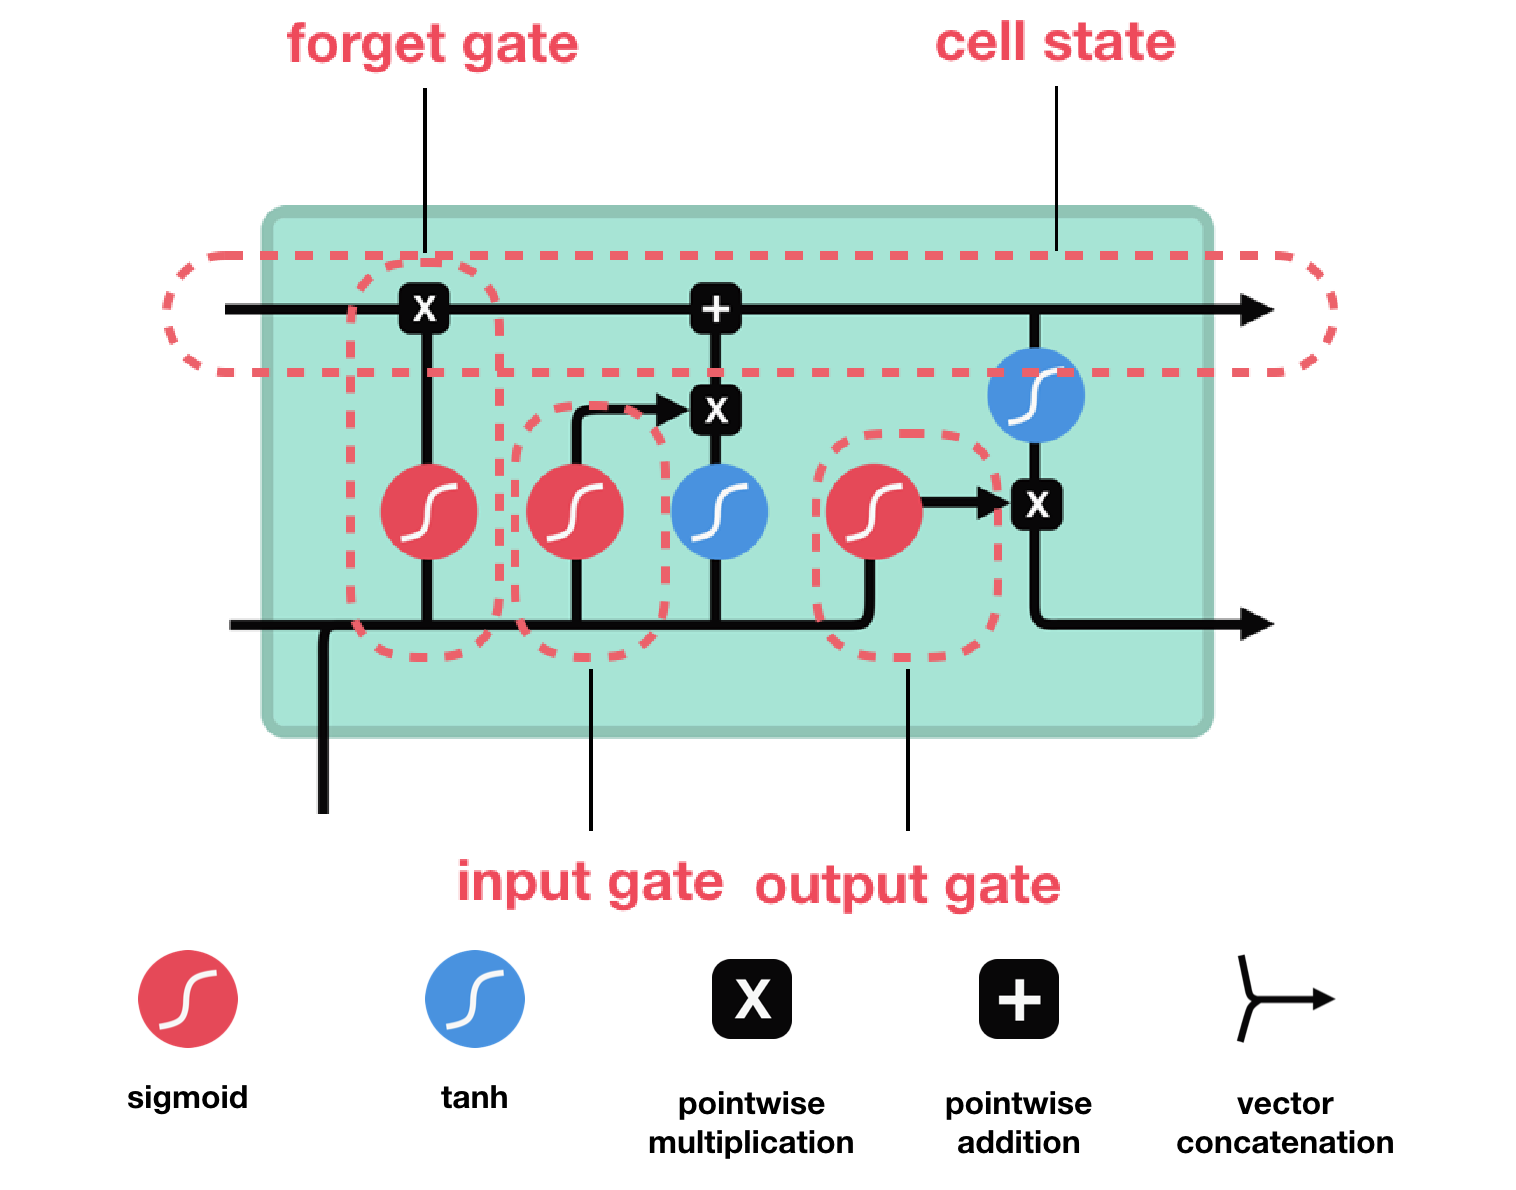 forget gate
cell state
X
+
X
X
input gate
output gate
X
+
sigmoid
tanh
pointwise
multiplication
pointwise
addition
vector
concatenation